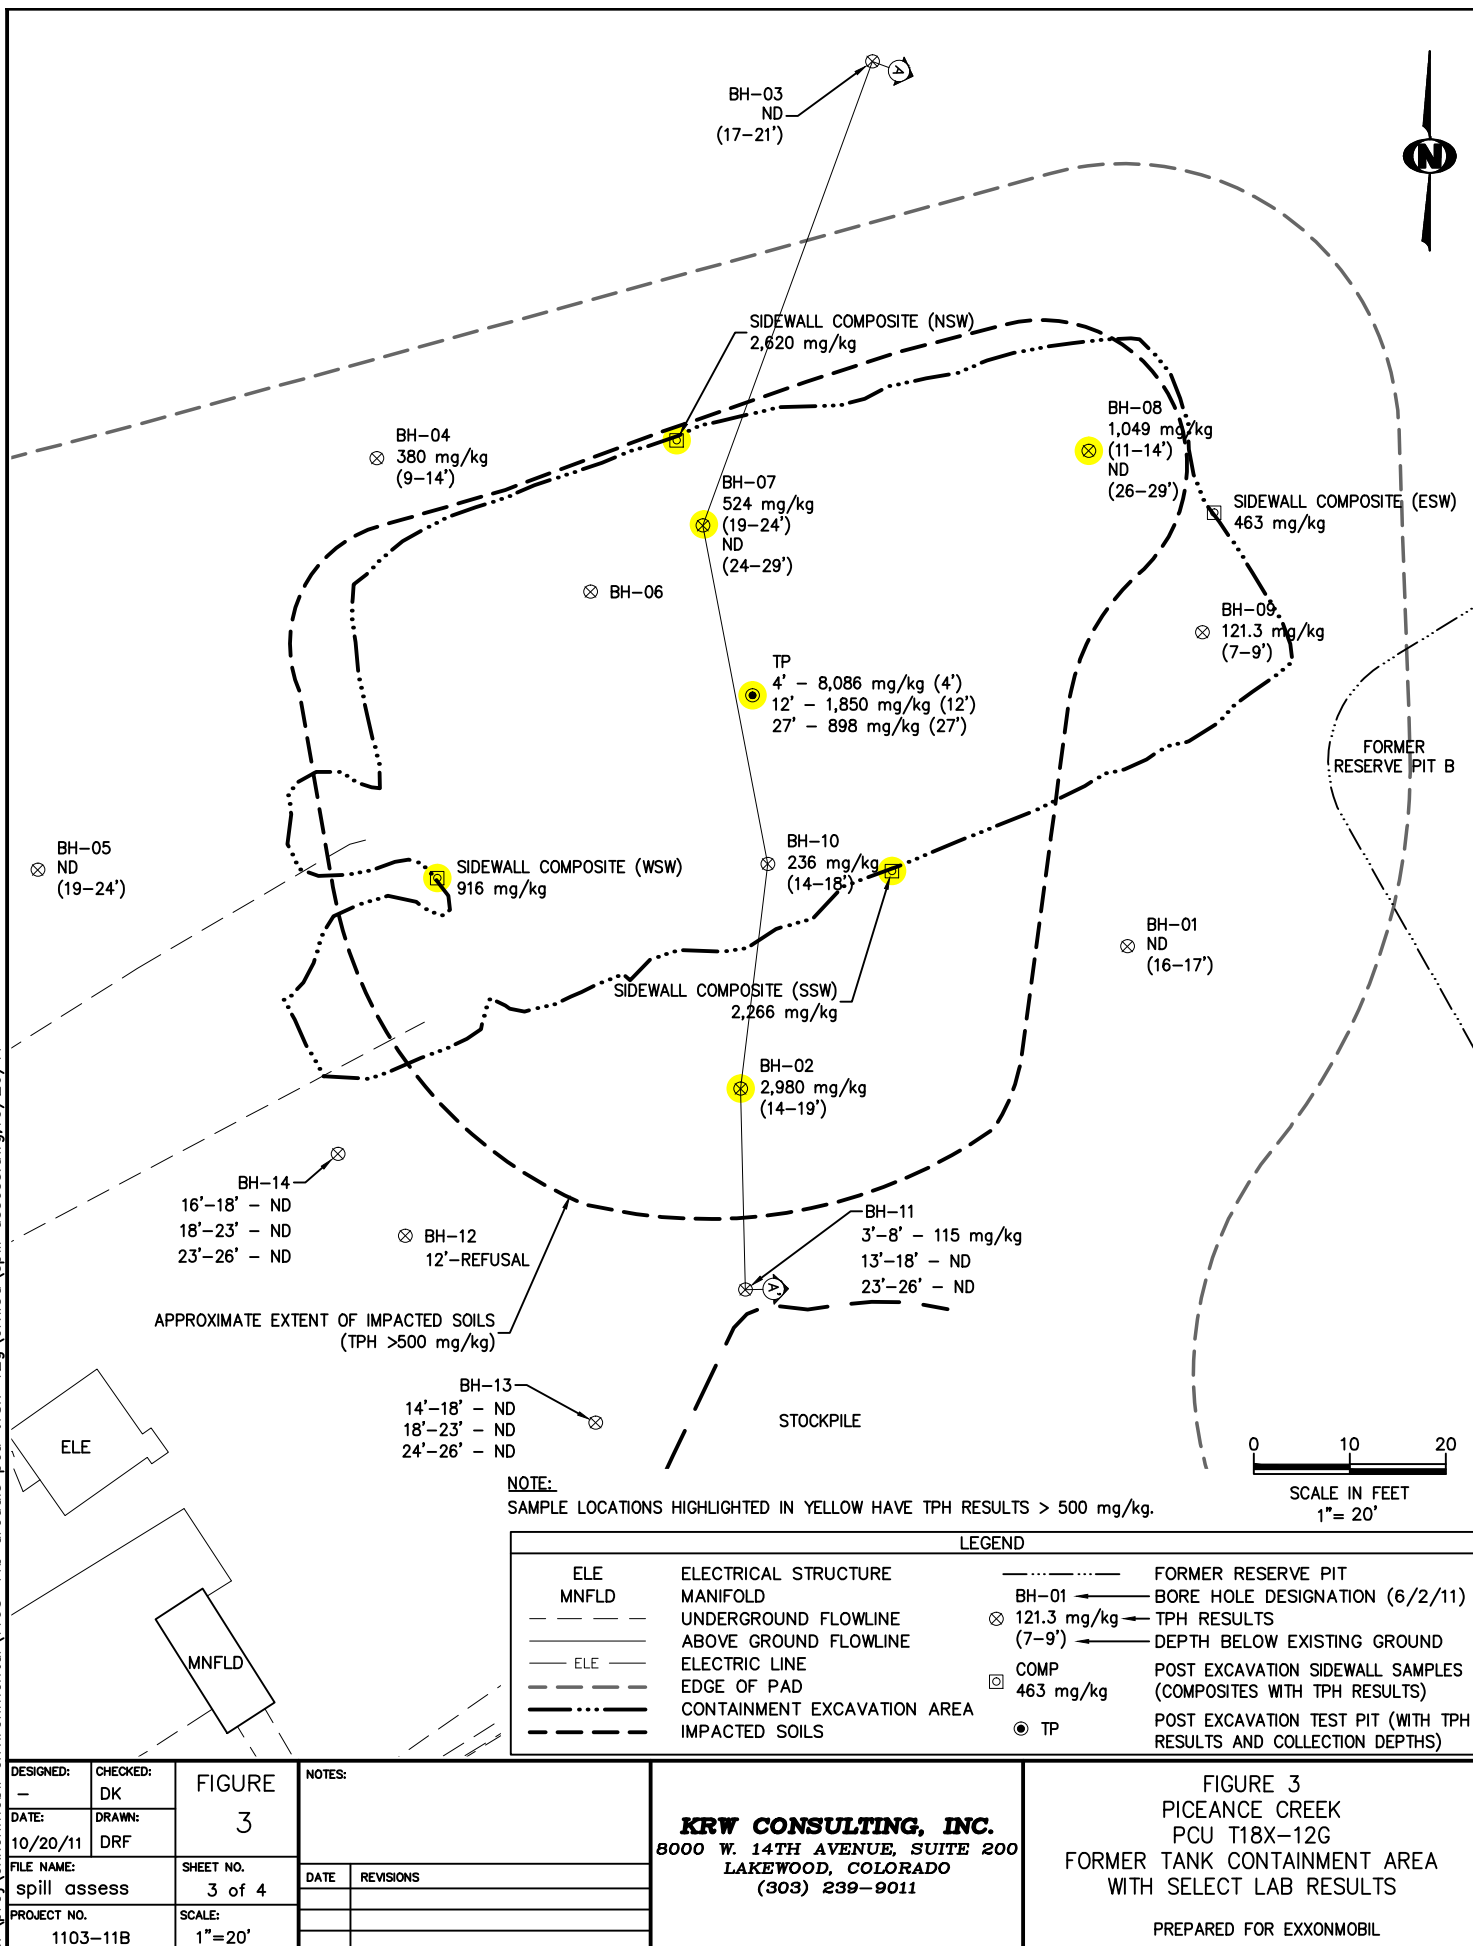 BH-03
ND
(17-21')
A
N
SIDEWALL COMPOSITE (NSW)
2,620 mg/kg
BH-04
380 mg/kg
(9-14')
BH-08
1,049 mg/kg
(11-14')
ND
(26-29')
BH-07
524 mg/kg
(19-24')
ND
(24-29')
SIDEWALL COMPOSITE (ESW)
463 mg/kg
BH-06
BH-09
121.3 mg/kg
(7-9')
TP
4' - 8,086 mg/kg (4')
12' - 1,850 mg/kg (12')
27' - 898 mg/kg (27')
FORMER
RESERVE PIT B
BH-05
ND
(19-24')
SIDEWALL COMPOSITE (WSW)
916 mg/kg
BH-10
236 mg/kg
(14-18')
BH-01
ND
(16-17')
SIDEWALL COMPOSITE (SSW)
2,266 mg/kg
BH-02
2,980 mg/kg
(14-19')
BH-14
16'-18' - ND
18'-23' - ND
23'-26' - ND
BH-12
12'-REFUSAL
BH-11
3'-8' - 115 mg/kg
13'-18' - ND
23'-26' - ND
A'
APPROXIMATE EXTENT OF IMPACTED SOILS
(TPH >500 mg/kg)
BH-13
14'-18' - ND
18'-23' - ND
24'-26' - ND
STOCKPILE
ELE
MNFLD
0 10 20
SCALE IN FEET
1"= 20'
NOTE:
SAMPLE LOCATIONS HIGHLIGHTED IN YELLOW HAVE TPH RESULTS > 500 mg/kg.
LEGEND
ELE ELECTRICAL STRUCTURE
MNFLD MANIFOLD
UNDERGROUND FLOWLINE
ABOVE GROUND FLOWLINE
ELE ELECTRIC LINE
EDGE OF PAD
CONTAINMENT EXCAVATION AREA
IMPACTED SOILS
FORMER RESERVE PIT
BH-01 BORE HOLE DESIGNATION (6/2/11)
121.3 mg/kg TPH RESULTS
(7-9') DEPTH BELOW EXISTING GROUND
COMP
463 mg/kg
POST EXCAVATION SIDEWALL SAMPLES
(COMPOSITES WITH TPH RESULTS)
TP
POST EXCAVATION TEST PIT (WITH TPH
RESULTS AND COLLECTION DEPTHS)
DESIGNED:
-
CHECKED:
DK
DATE:
10/20/11
DRAWN:
DRF
FIGURE
3
FILE NAME:
spill assess
SHEET NO.
3 of 4
PROJECT NO.
1103-11B
SCALE:
1"=20'
NOTES:
DATE REVISIONS
KRW CONSULTING, INC.
8000 W. 14TH AVENUE, SUITE 200
LAKEWOOD, COLORADO
(303) 239-9011
FIGURE 3
PICEANCE CREEK
PCU T18X-12G
FORMER TANK CONTAINMENT AREA
WITH SELECT LAB RESULTS
PREPARED FOR EXXONMOBIL